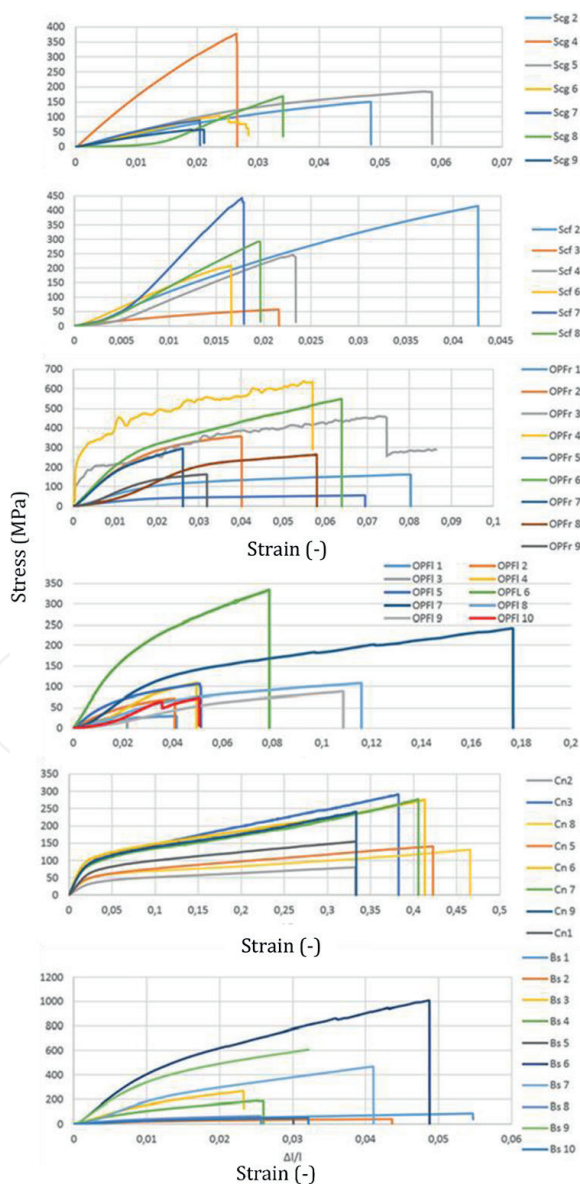 400
350
300
250
200
150
100
50
0
0 0,01 0,02 0,03 0,04 0,05 0,06 0,07
Scg 2
Scg 4
Scg 5
Scg 6
Scg 7
Scg 8
Scg 9
450
400
350
300
250
200
150
100
50
0
0 0,005 0,01 0,015 0,02 0,025 0,03 0,035 0,04 0,045
Scf 2
Scf 3
Scf 4
Scf 6
Scf 7
Scf 8
700
600
500
400
300
200
100
0
0 0,01 0,02 0,03 0,04 0,05 0,06 0,07 0,08 0,09 0,1
Strain (-)
OPFr 1
OPFr 2
OPFr 3
OPFr 4
OPFr 5
OPFr 6
OPFr 7
OPFr 8
OPFr 9
Stress (MPa)
OPFl 1 OPFl 2
OPFl 3 OPFl 4
OPFl 5 OPFL 6
OPFl 7 OPFl 8
OPFl 9 OPFl 10
350
300
250
200
150
100
50
0
0 0,02 0,04 0,06 0,08 0,1 0,12 0,14 0,16 0,18 0,2
350
300
250
200
150
100
50
0
0 0,05 0,1 0,15 0,2 0,25 0,3 0,35 0,4 0,45 0,5
Strain (-)
Cn2
Cn3
Cn 8
Cn 5
Cn 6
Cn 7
Cn 9
Cn1
1200
1000
800
600
400
200
0
0 0,01 0,02 0,03 0,04 0,05 0,06
Δl/l
Strain (-)
Bs 1
Bs 2
Bs 3
Bs 4
Bs 5
Bs 6
Bs 7
Bs 8
Bs 9
Bs 10